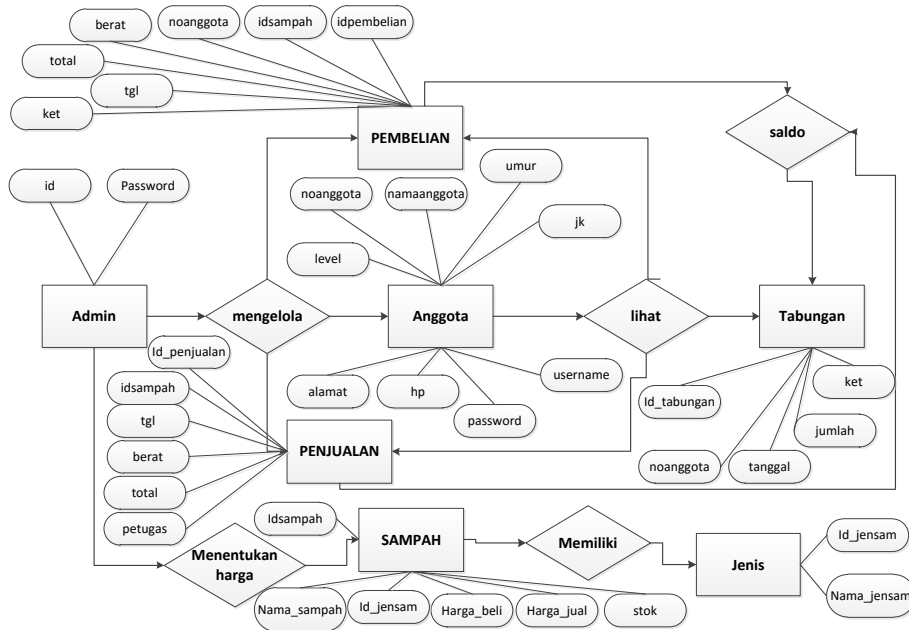 berat
noanggota
idsampah
idpembelian
total
tgl
ket
PEMBELIAN
saldo
id
Password
noanggota
namaanggota
umur
jk
level
Admin
mengelola
Anggota
lihat
Tabungan
Id_penjualan
idsampah
tgl
berat
total
petugas
alamat
hp
username
password
PENJUALAN
Id_tabungan
ket
jumlah
noanggota
tanggal
Idsampah
Menentukan
harga
SAMPAH
Memiliki
Jenis
Id_jensam
Nama_jensam
Nama_sampah
Id_jensam
Harga_beli
Harga_jual
stok